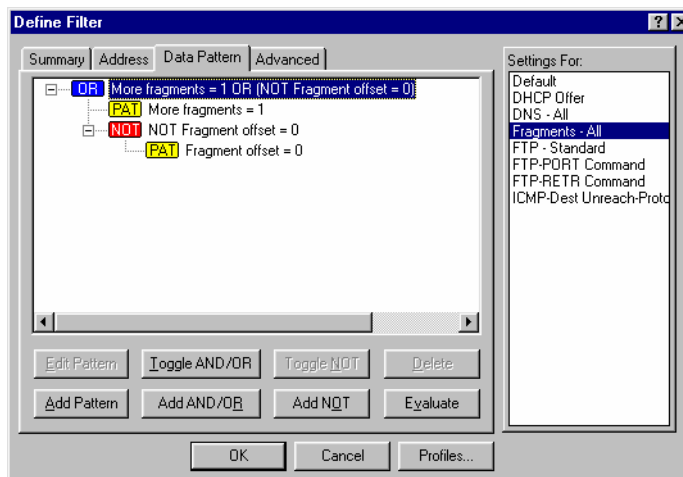 Define Filter
Summary Address Data Pattern Advanced
OR More fragments = 1 OR (NOT Fragment offset = 0)
PAT More fragments = 1
NOT NOT Fragment offset = 0
PAT Fragment offset = 0
Edit Pattern Toggle AND/OR Toggle NOT Delete
Add Pattern Add AND/OR Add NOT Evaluate
Settings For:
Default
DHCP Offer
DNS - All
Fragments - All
FTP - Standard
FTP-PORT Command
FTP-RETR Command
ICMP-Dest Unreach-Proto
OK Cancel Profiles...